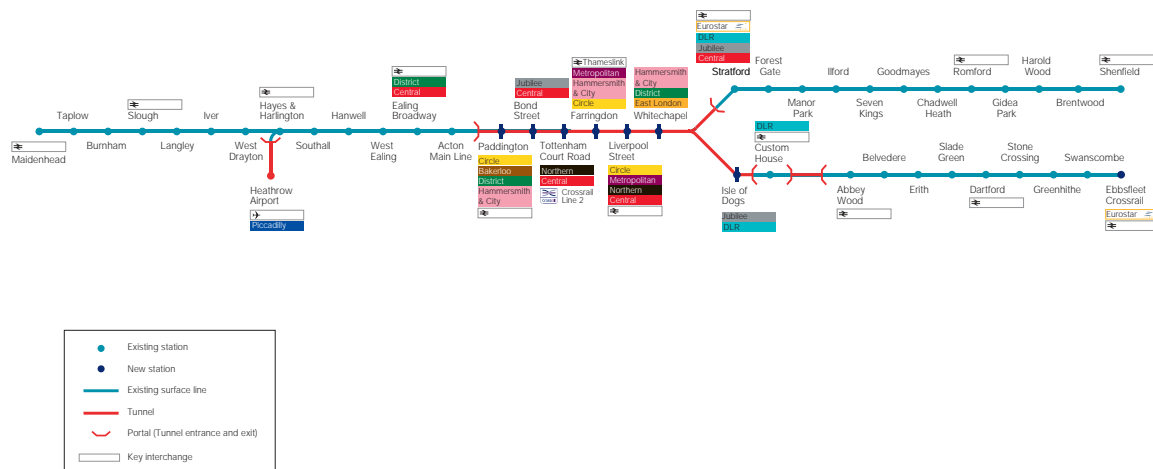 Eurostar
DLR
Jubilee
Central
Stratford
Forest
Gate
Ilford
Goodmayes
Romford
Harold
Wood
Shenfield
Manor
Park
Seven
Kings
Chadwell
Heath
Gidea
Park
Brentwood
Taplow
Slough
Iver
Hayes &
Harlington
Hanwell
District
Central
Ealing
Broadway
Jubilee
Central
Bond
Street
Thameslink
Metropolitan
Hammersmith
& City
Circle
Farringdon
Hammersmith
& City
District
East London
Whitechapel
Maidenhead
Burnham
Langley
West
Drayton
Southall
West
Ealing
Acton
Main Line
Heathrow
Airport
Piccadilly
Paddington
Circle
Bakerloo
District
Hammersmith
& City
Tottenham
Court Road
Northern
Central
Crossrail
Line 2
Liverpool
Street
Circle
Metropolitan
Northern
Central
Isle of
Dogs
Jubilee
DLR
DLR
Custom
House
Belvedere
Slade
Green
Stone
Crossing
Swanscombe
Abbey
Wood
Erith
Dartford
Greenhithe
Ebbsfleet
Crossrail
Eurostar
Existing station
New station
Existing surface line
Tunnel
Portal (Tunnel entrance and exit)
Key interchange